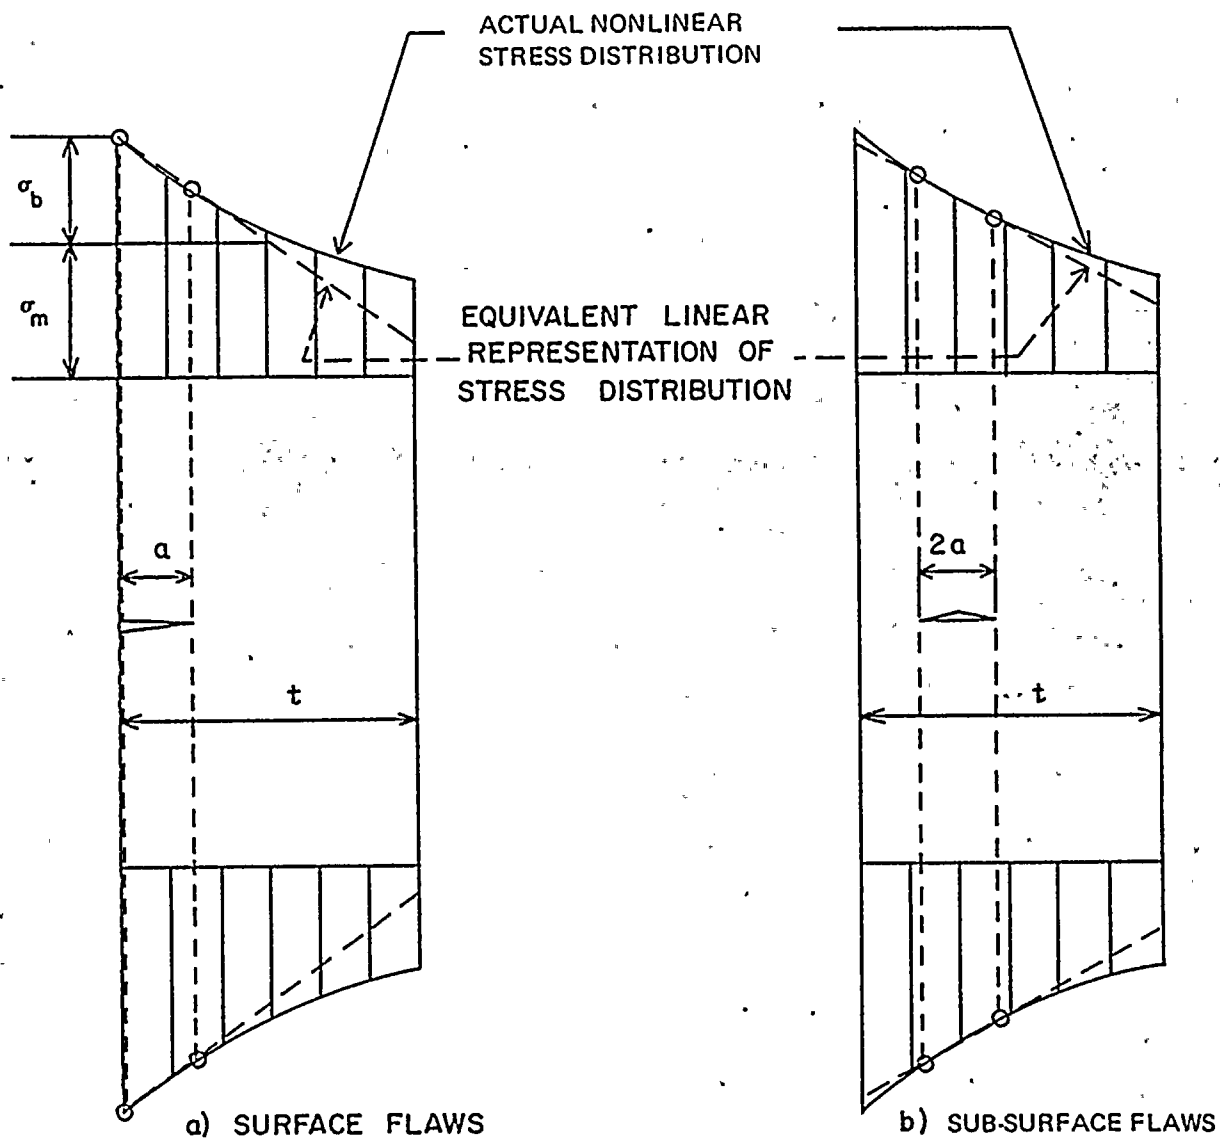 ACTUAL NONLINEAR
STRESS DISTRIBUTION
σb
σm
EQUIVALENT LINEAR
REPRESENTATION OF
STRESS DISTRIBUTION
a
2a
t
t
a) SURFACE FLAWS
b) SUB-SURFACE FLAWS